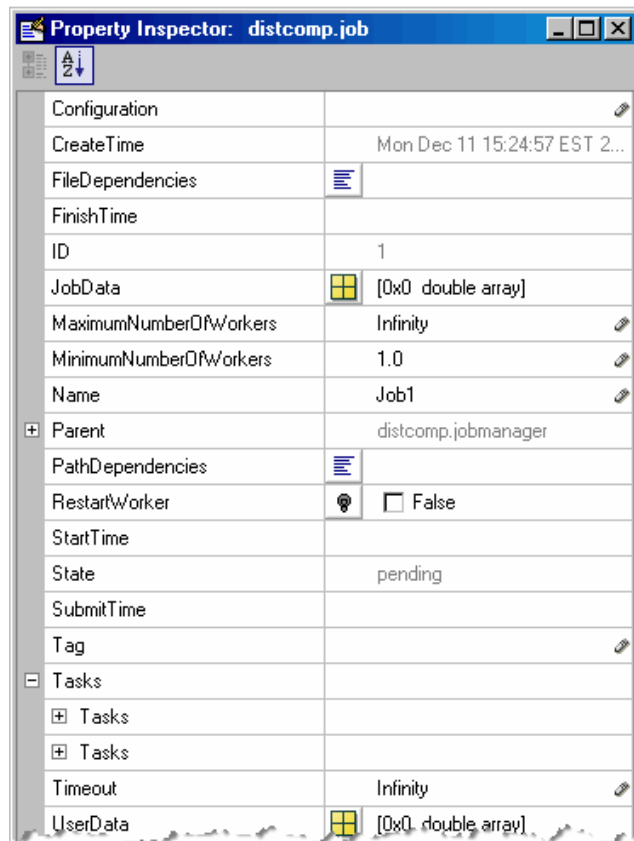 Property Inspector: distcomp.job
A Z
Configuration
CreateTime Mon Dec 11 15:24:57 EST 2...
FileDependencies
FinishTime
ID 1
JobData [0x0 double array]
MaximumNumberOfWorkers Infinity
MinimumNumberOfWorkers 1.0
Name Job1
Parent distcomp.jobmanager
PathDependencies
RestartWorker False
StartTime
State pending
SubmitTime
Tag
Tasks
Tasks
Tasks
Timeout Infinity
UserData [0x0 double array]